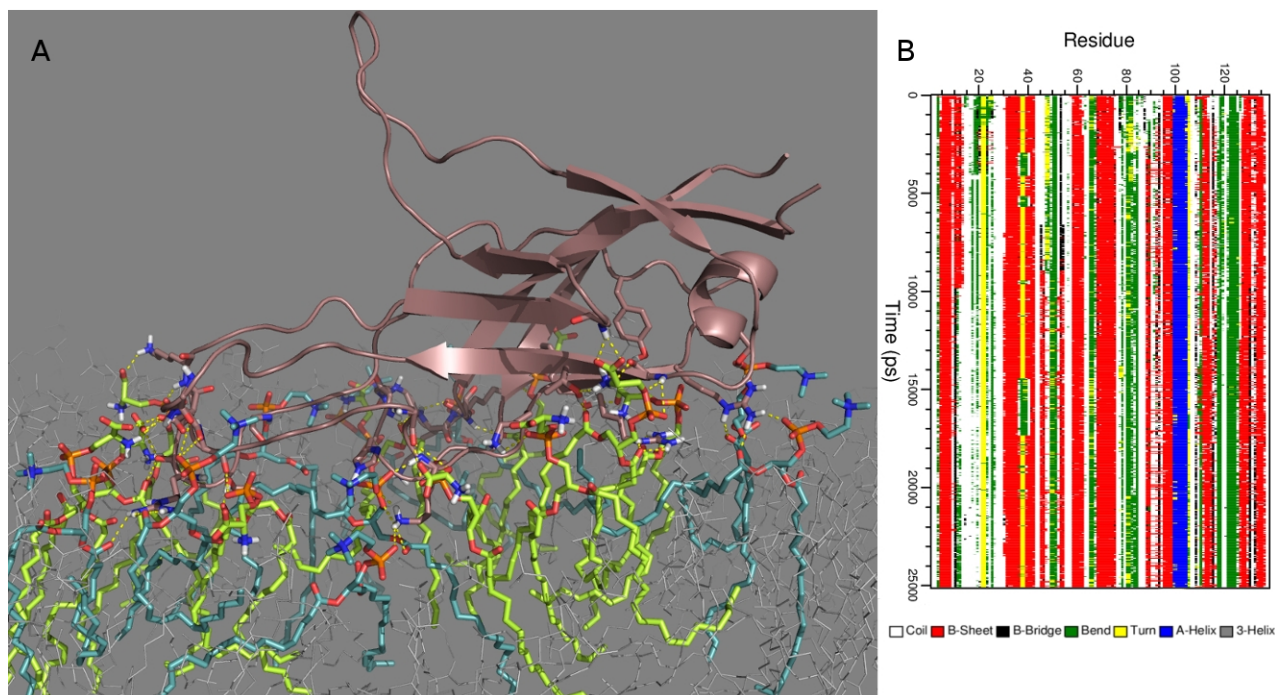 A
B
Residue
20 40 60 80 100 120
0
5000
10000
15000
20000
25000
Time (ps)
Coil B-Sheet B-Bridge Bend Turn A-Helix 3-Helix